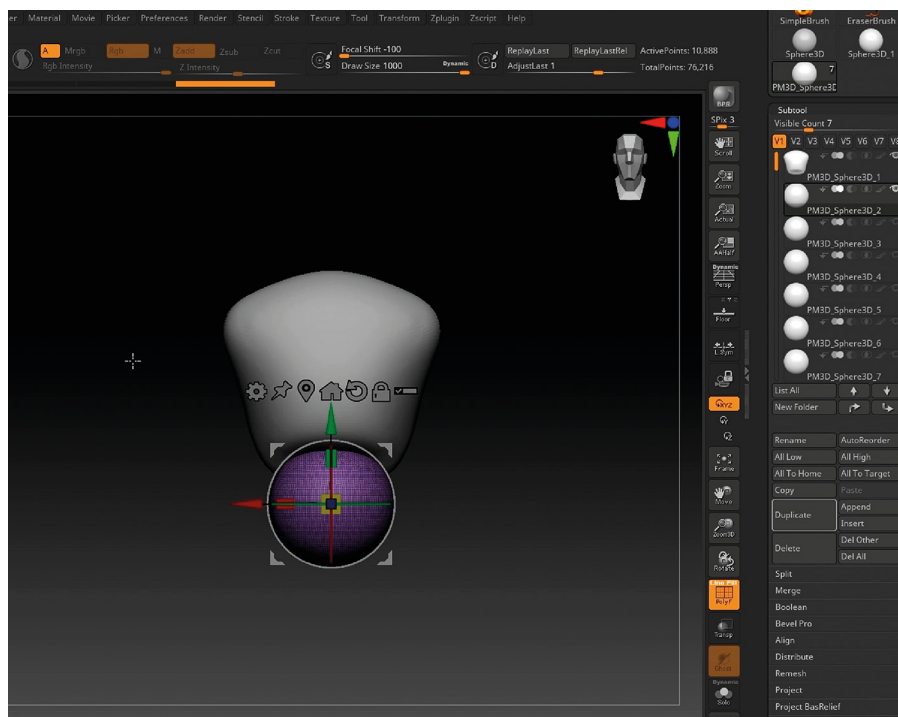 er Material Movie Picker Preferences Render Stencil Stroke Texture Tool Transform Zplugin Zscript Help
A Mrgb Rgb M Zadd Zsub Zcut
Rgb Intensity Z Intensity
Focal Shift -100
Draw Size 1000 Dynamic
S
D
ReplayLast ReplayLastRel ActivePoints: 10,888
AdjustLast 1 TotalPoints: 76,216
SimpleBrush EraserBrush
Sphere3D Sphere3D_1
7
PM3D_Sphere3D
BPR
SPix 3
Scroll
Zoom
Actual
AAHalf
Dynamic
Persp
Floor
L.Sym
XYZ
Frame
Move
Zoom3D
Rotate
Line Fill
PolyF
Transp
Dynamic
Solo
Subtool
Visible Count 7
V1 V2 V3 V4 V5 V6 V7 V8
PM3D_Sphere3D_1
PM3D_Sphere3D_2
PM3D_Sphere3D_3
PM3D_Sphere3D_4
PM3D_Sphere3D_5
PM3D_Sphere3D_6
PM3D_Sphere3D_7
List All
New Folder
Rename AutoReorder
All Low All High
All To Home All To Target
Copy Paste
Duplicate Append
Insert
Delete Del Other
Del All
Split
Merge
Boolean
Bevel Pro
Align
Distribute
Remesh
Project
Project BasRelief